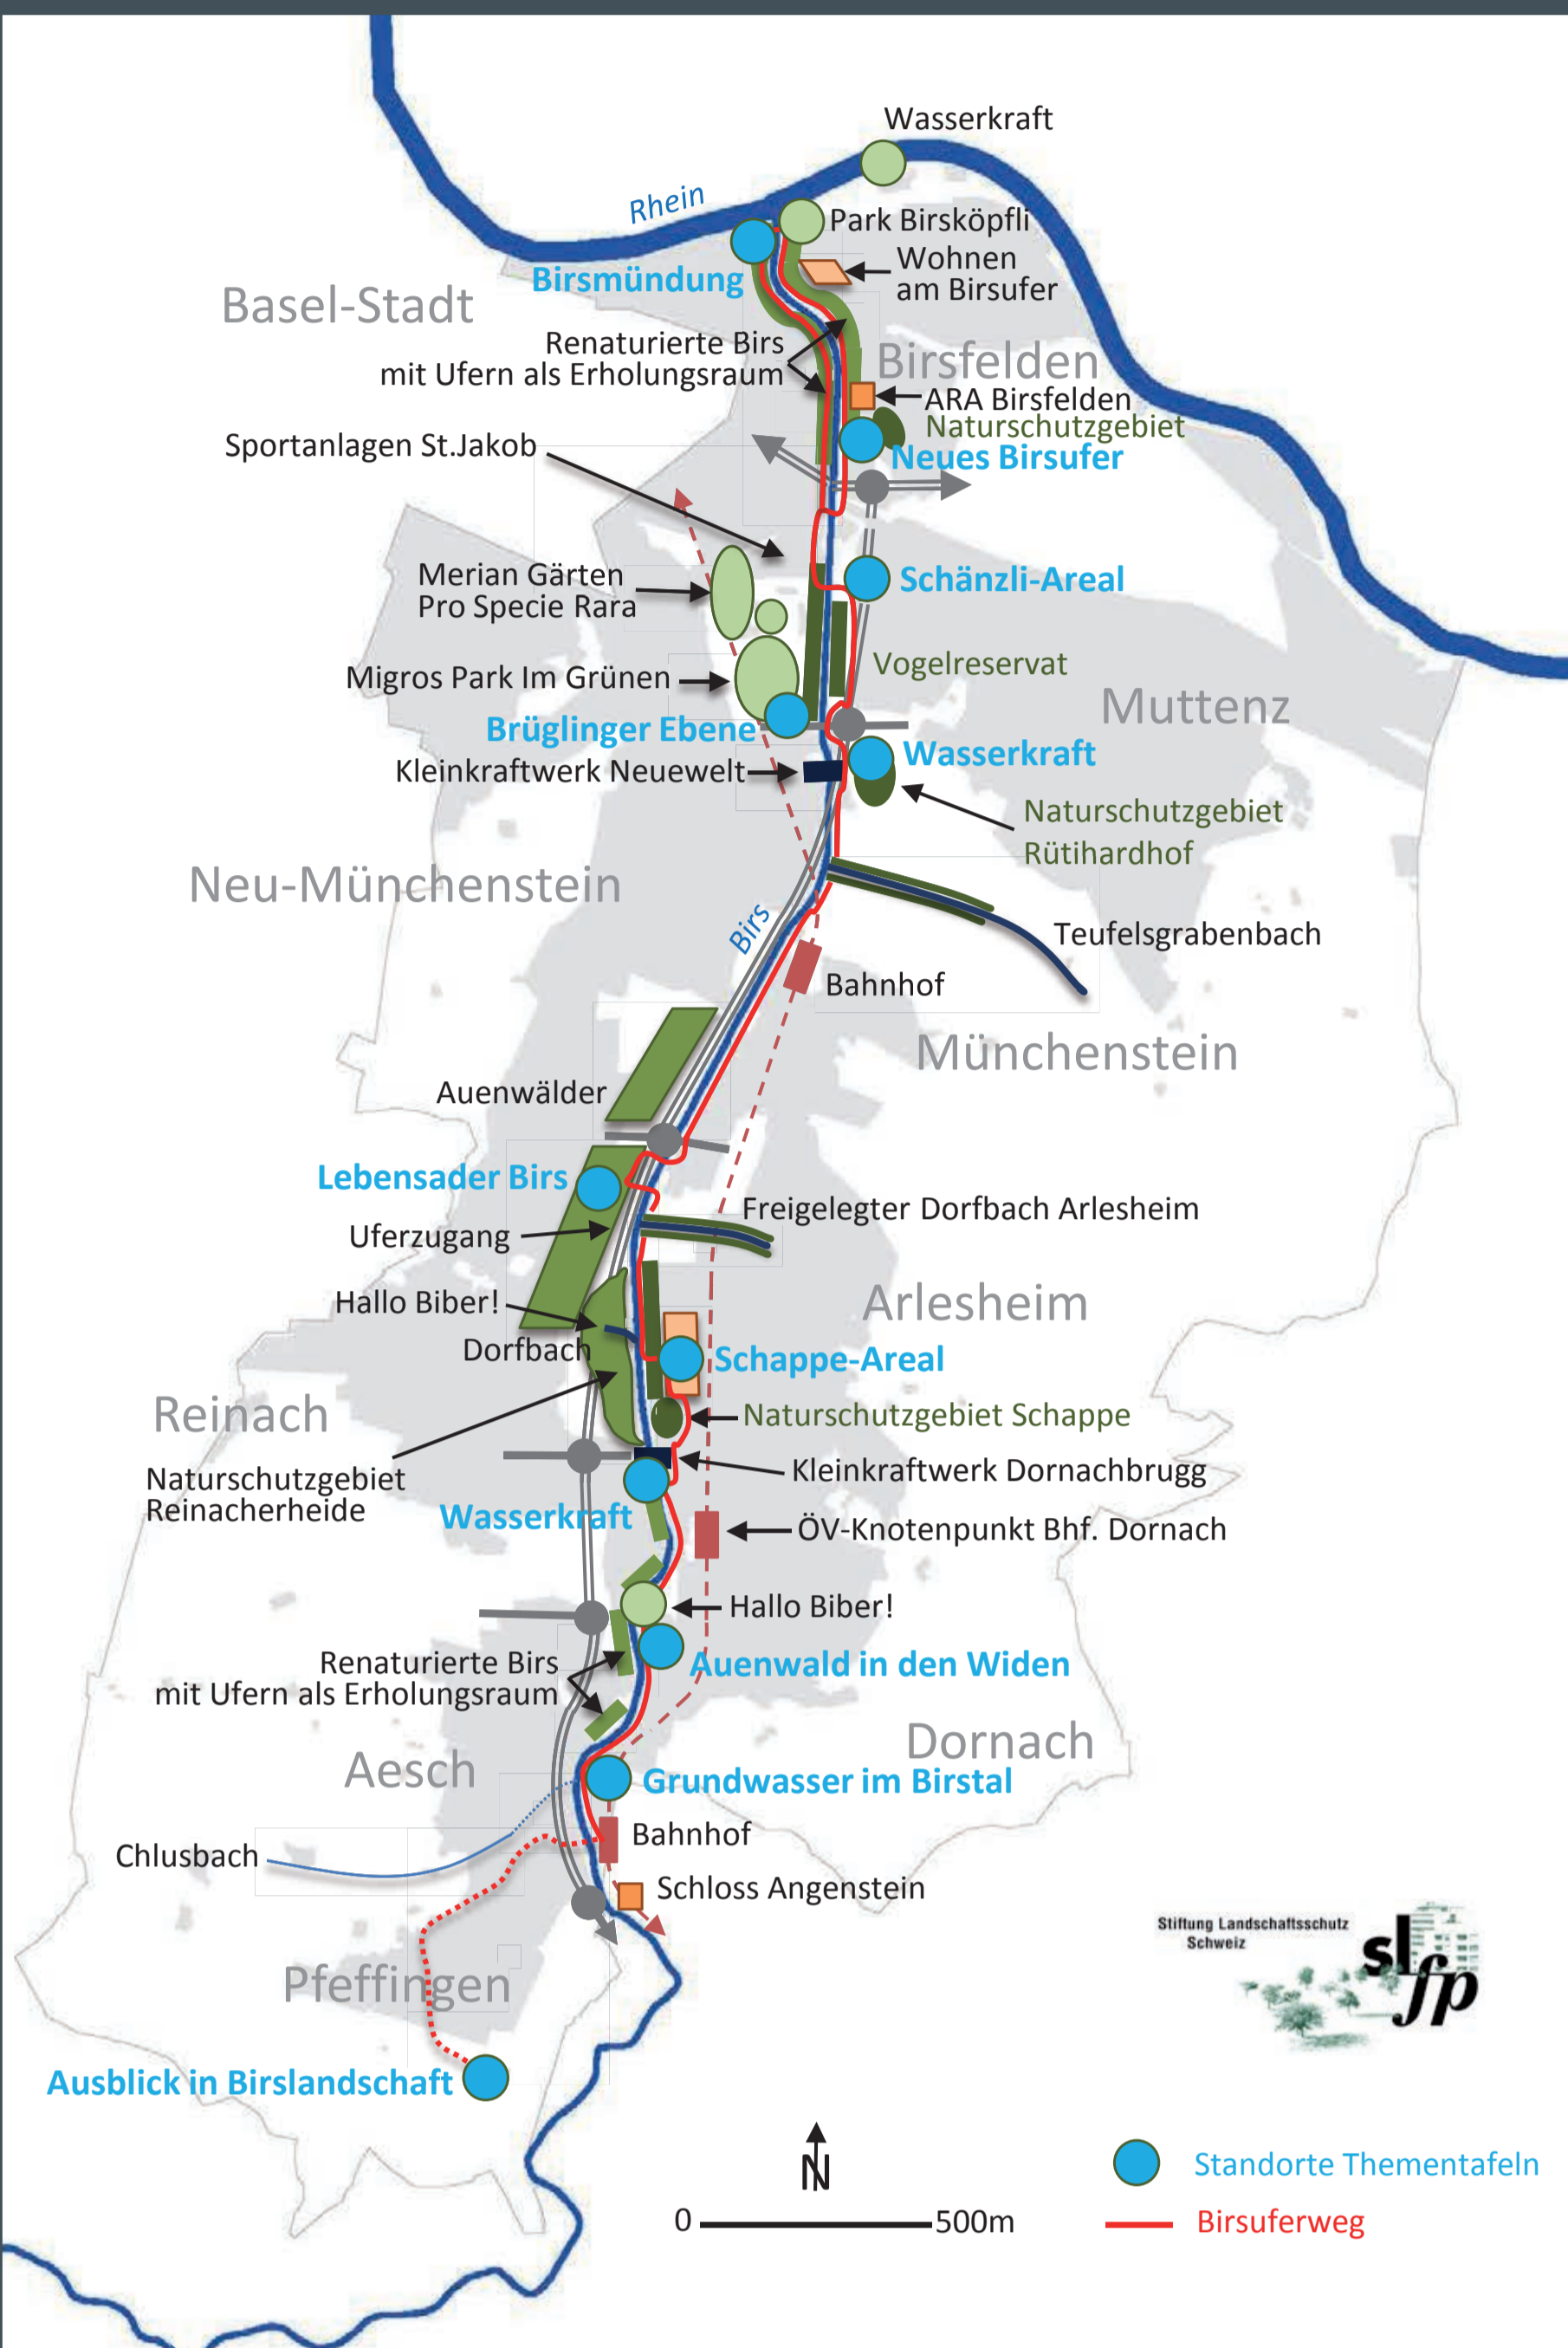 Wasserkraft
Rhein
Park Birsköpfli
Wohnen
am Birsufer
Birsmündung
Basel-Stadt
Renaturierte Birs
mit Ufern als Erholungsraum
Birsfelden
ARA Birsfelden
Naturschutzgebiet
Neues Birsufer
Sportanlagen St.Jakob
Merian Gärten
Pro Specie Rara
Schänzli-Areal
Vogelreservat
Migros Park Im Grünen
Muttenz
Brüglinger Ebene
Wasserkraft
Kleinkraftwerk Neuewelt
Naturschutzgebiet
Rütihardhof
Neu-Münchenstein
Birs
Teufelsgrabenbach
Bahnhof
Münchenstein
Auenwälder
Lebensader Birs
Freigelegter Dorfbach Arlesheim
Uferzugang
Hallo Biber!
Arlesheim
Dorfbach
Schappe-Areal
Reinach
Naturschutzgebiet Schappe
Naturschutzgebiet
Reinacherheide
Kleinkraftwerk Dornachbrugg
Wasserkraft
ÖV-Knotenpunkt Bhf. Dornach
Hallo Biber!
Renaturierte Birs
mit Ufern als Erholungsraum
Auenwald in den Widen
Dornach
Aesch
Grundwasser im Birstal
Bahnhof
Chlusbach
Schloss Angenstein
Stiftung Landschaftsschutz
Schweiz
sl
fp
Pfeffingen
Ausblick in Birslandschaft
N
Standorte Thementafeln
0 500m
Birsuferweg